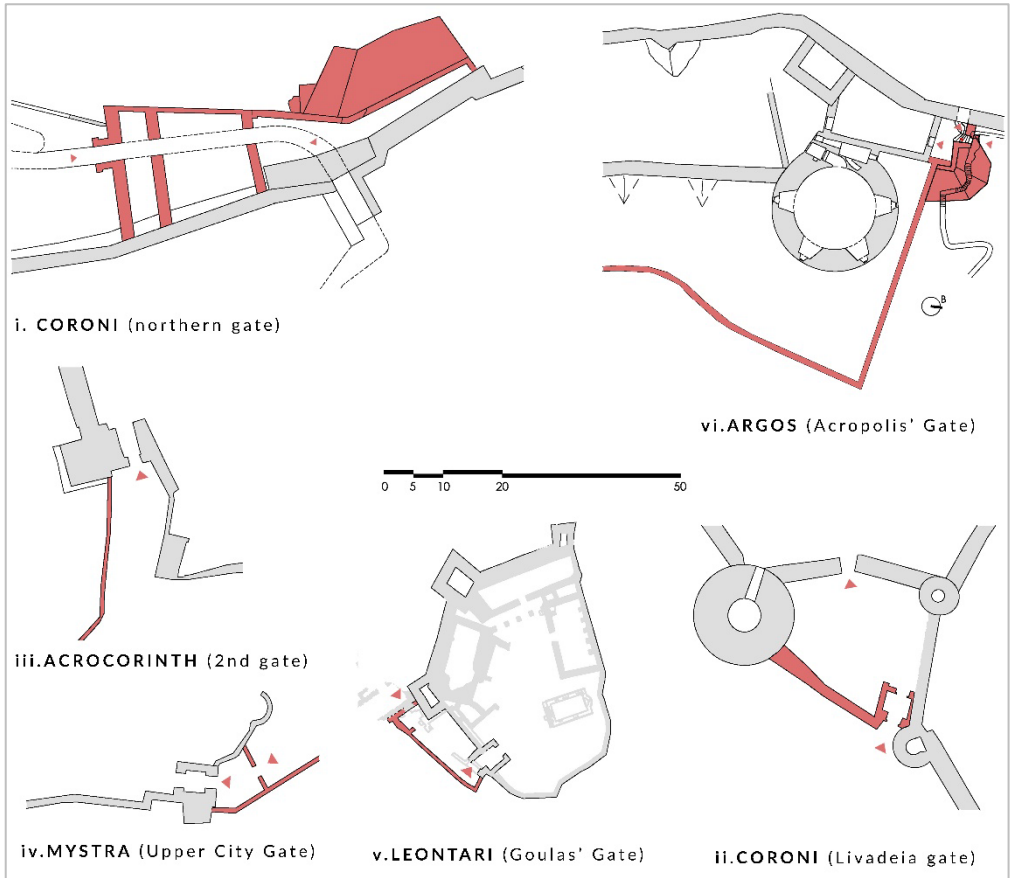 i. CORONI (northern gate)
B
vi.ARGOS (Acropolis' Gate)
0 5 10 20 50
iii.ACROCORINTH (2nd gate)
iv.MYSTRA (Upper City Gate)
v.LEONTARI (Goulas' Gate)
ii.CORONI (Livadeia gate)